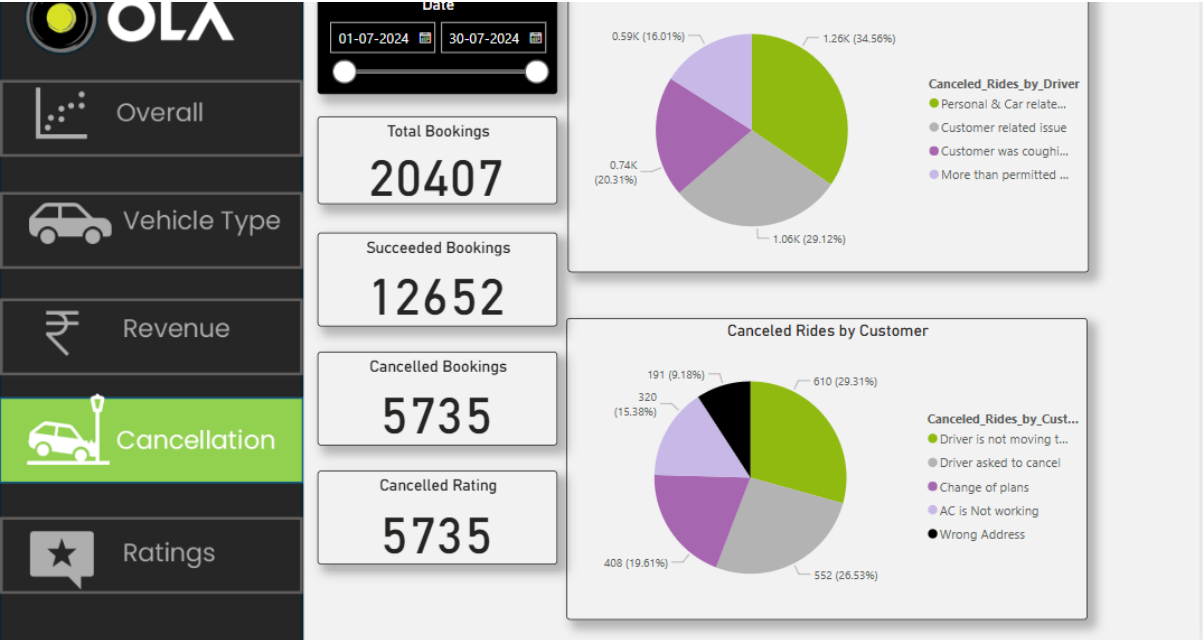 OLA
Overall
Vehicle Type
Revenue
Cancellation
Ratings
Date
01-07-2024 30-07-2024
Total Bookings
20407
Succeeded Bookings
12652
Cancelled Bookings
5735
Cancelled Rating
5735
0.59K (16.01%)
1.26K (34.56%)
0.74K
(20.31%)
1.06K (29.12%)
Canceled_Rides_by_Driver
Personal & Car relate...
Customer related issue
Customer was coughi...
More than permitted ...
Canceled Rides by Customer
191 (9.18%)
610 (29.31%)
320
(15.38%)
408 (19.61%)
552 (26.53%)
Canceled_Rides_by_Cust...
Driver is not moving t...
Driver asked to cancel
Change of plans
AC is Not working
Wrong Address